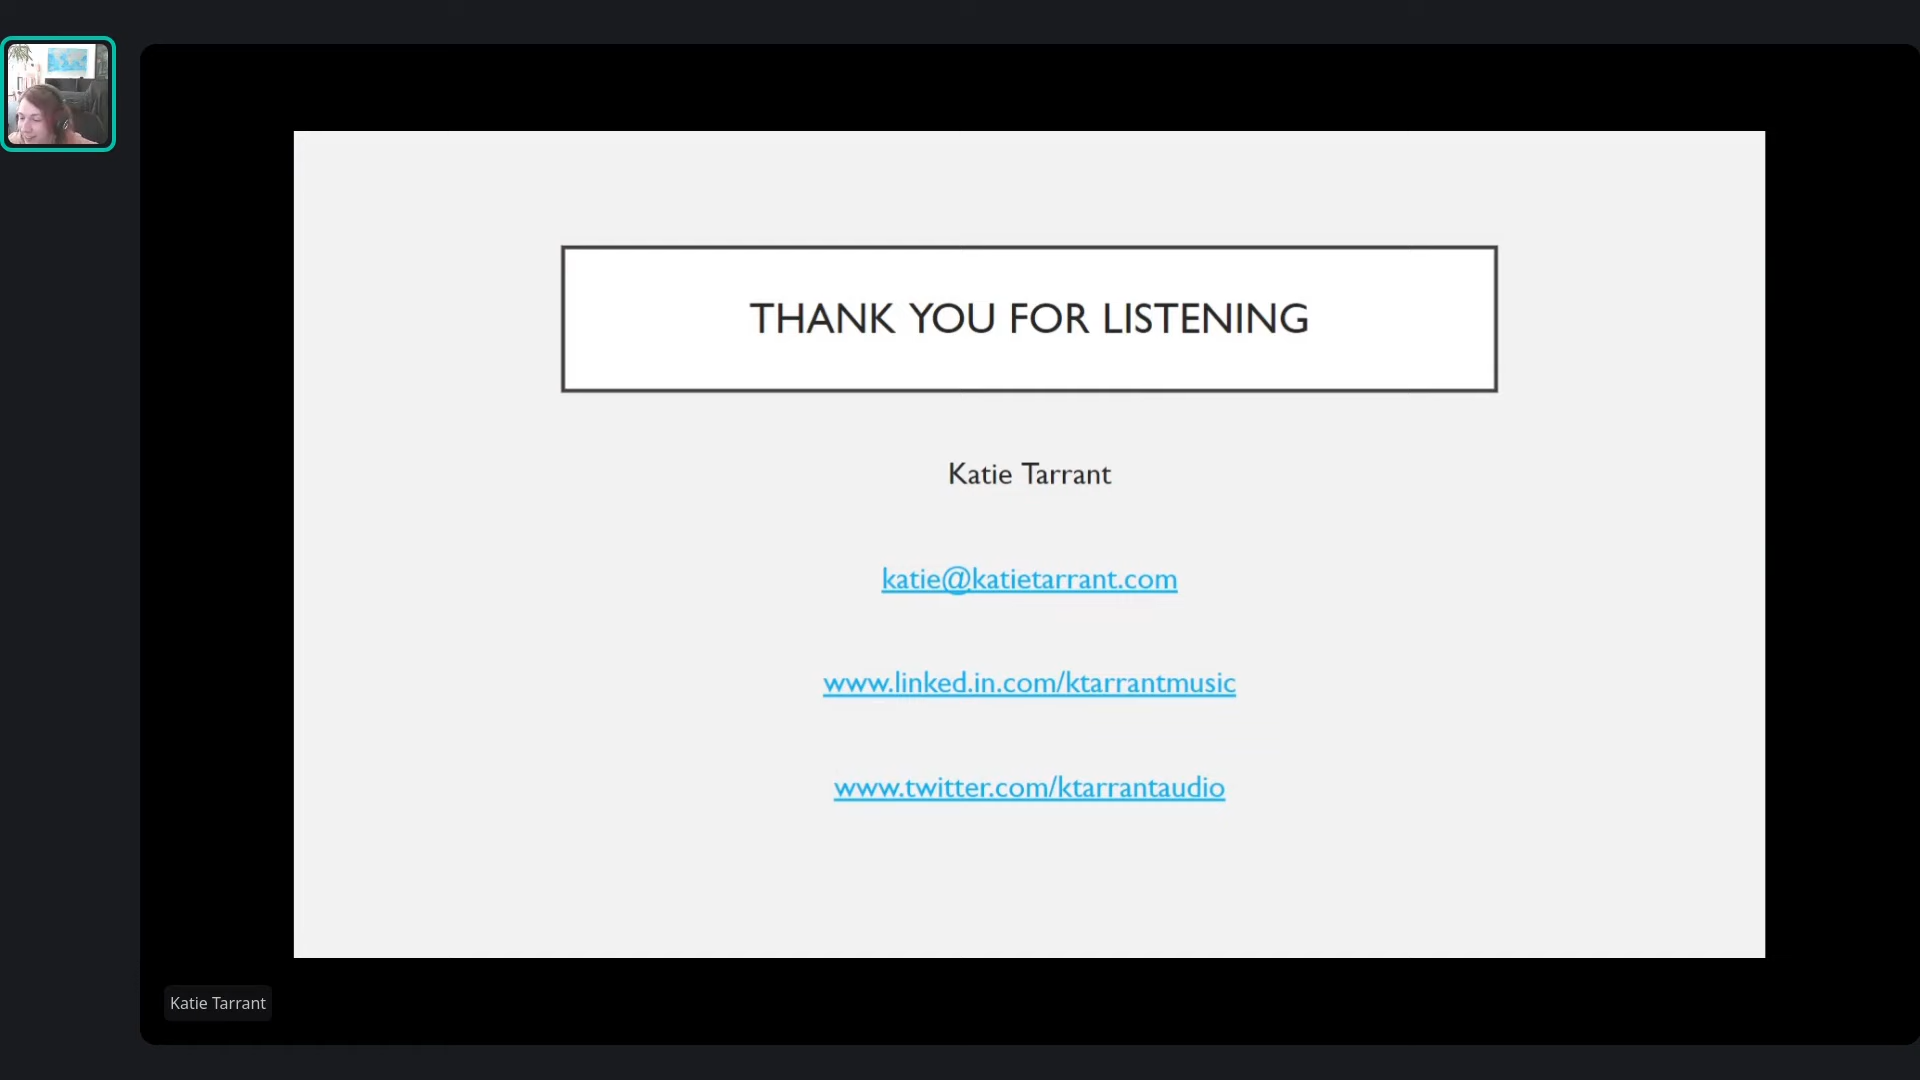 THANK YOU FOR LISTENING
Katie Tarrant
katie@katietarrant.com
www.linked.in.com/ktarrantmusic
www.twitter.com/ktarrantaudio
Katie Tarrant